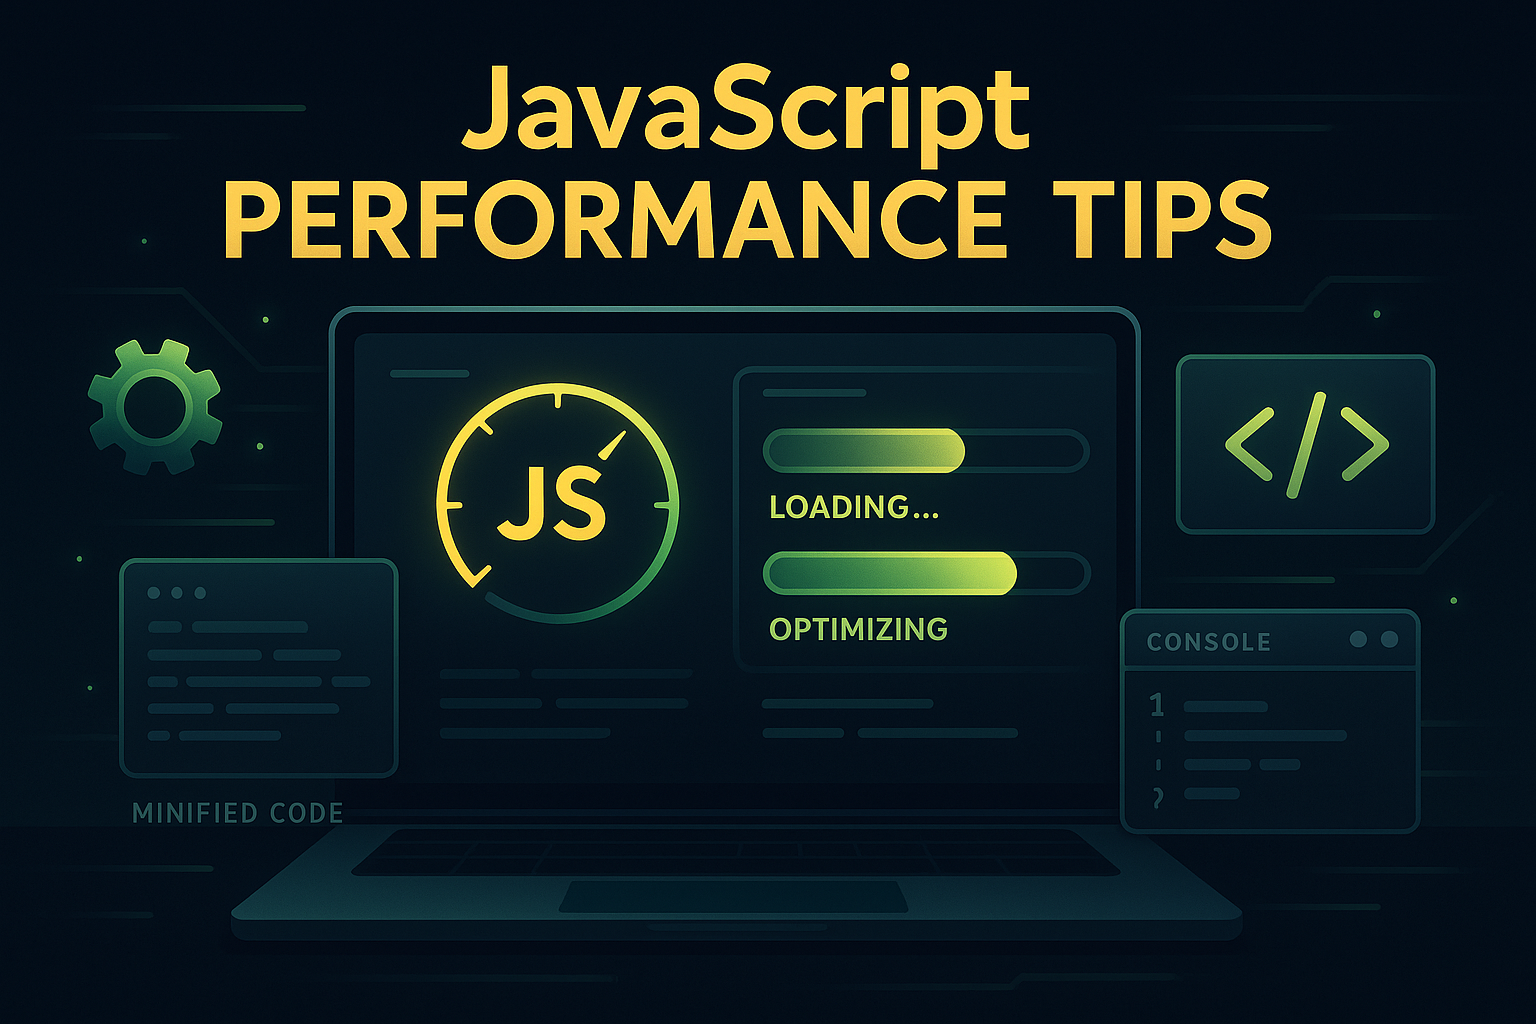 JavaScript
PERFORMANCE TIPS
JS
LOADING...
OPTIMIZING
</>
CONSOLE
1
MINIFIED CODE